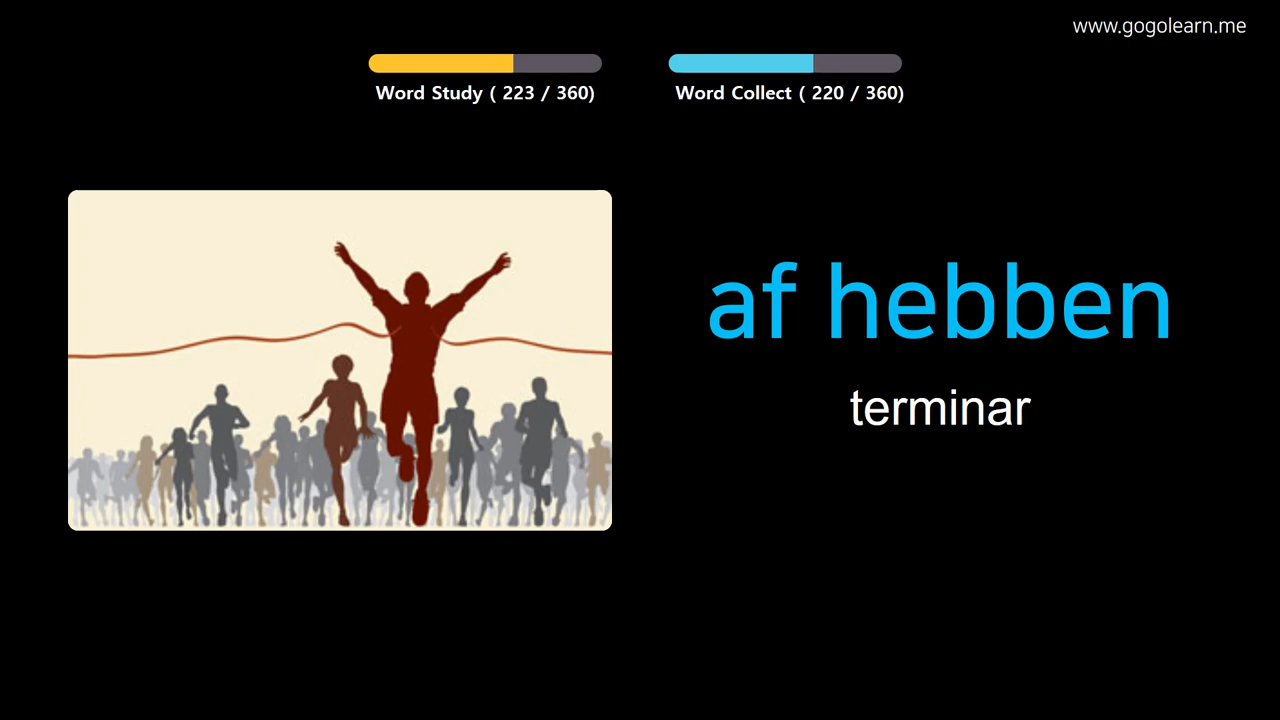 www.gogolearn.me
Word Study ( 223 / 360)
Word Collect ( 220 / 360)
af hebben
terminar